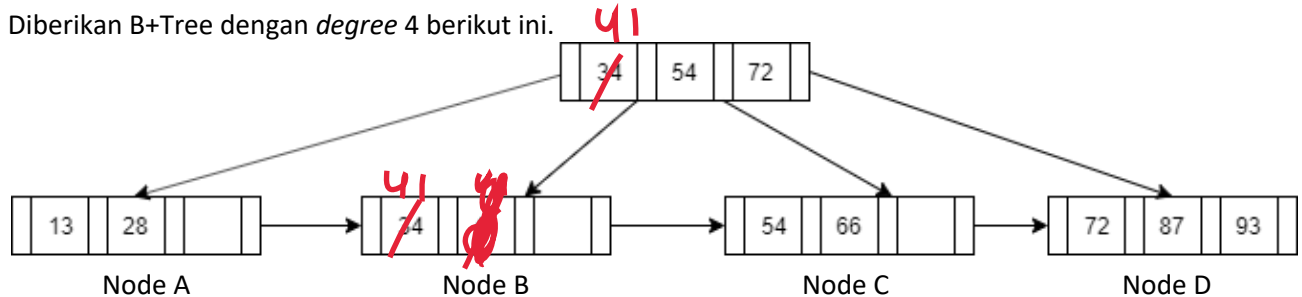 Diberikan B+Tree dengan degree 4 berikut ini.
41
34 54 72
41
13 28 34 54 66 72 87 93
Node A Node B Node C Node D